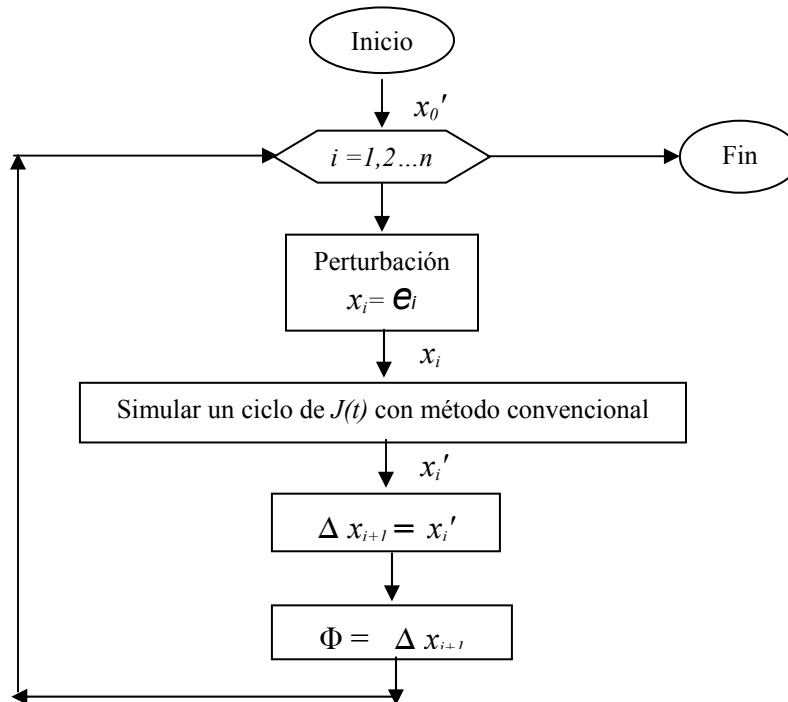 Inicio
x₀'
i =1,2…n
Fin
Perturbación
xᵢ= eᵢ
xᵢ
Simular un ciclo de J(t) con método convencional
xᵢ'
Δ xᵢ₊₁ = xᵢ'
Φ = Δ xᵢ₊₁